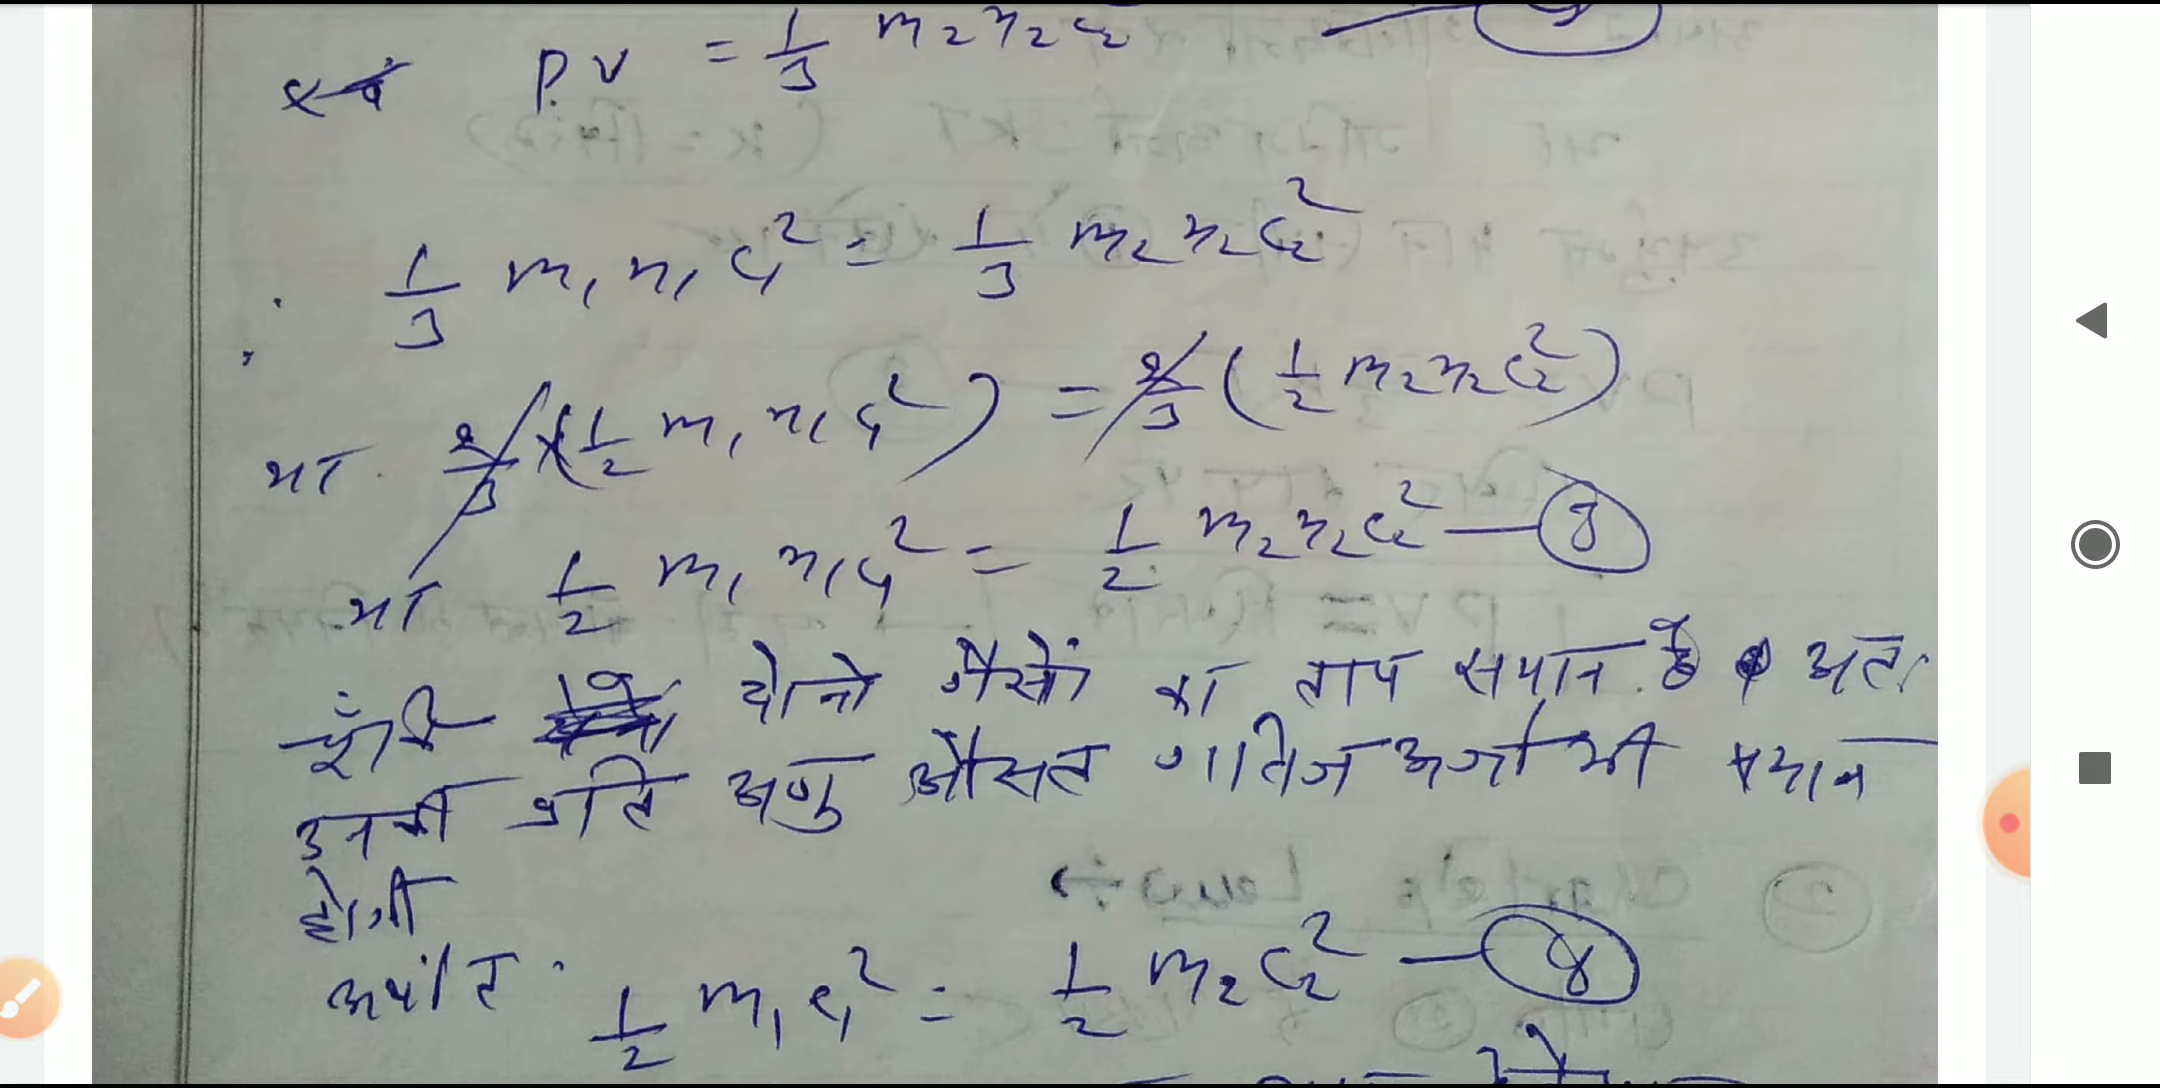 एवं PV = 1/3 m₂n₂c₂² —
∴ 1/3 m₁n₁c₁² = 1/3 m₂n₂c₂²
या 2/3 × (1/2 m₁n₁c₁²) = 2/3 (1/2 m₂n₂c₂²)
या 1/2 m₁n₁c₁² = 1/2 m₂n₂c₂² — ③
चूँकि दोनो गैसों का ताप समान है अतः
उनकी प्रति अणु औसत गतिज ऊर्जा भी समान
होगी
अर्थात 1/2 m₁c₁² = 1/2 m₂c₂² — ④